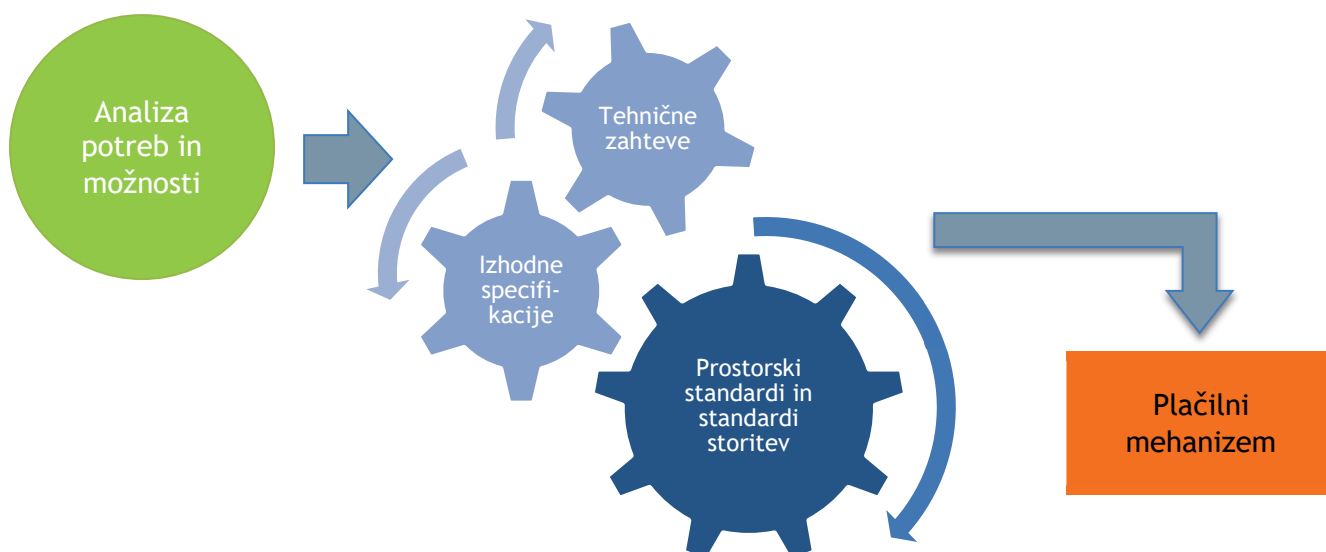 Analiza
potreb in
možnosti
Tehnične
zahteve
Izhodne
specifi-
kacije
Prostorski
standardi in
standardi
storitev
Plačilni
mehanizem